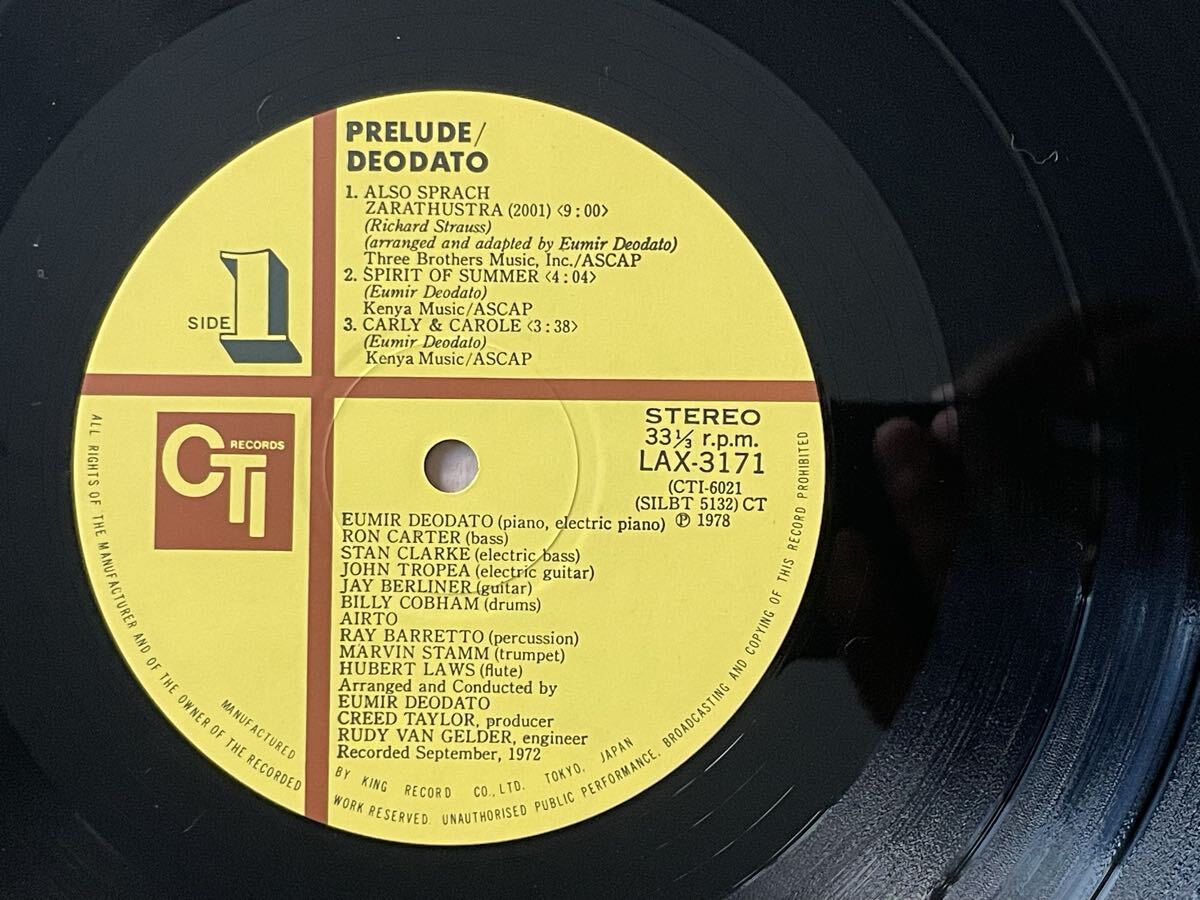 PRELUDE/
DEODATO
1. ALSO SPRACH
ZARATHUSTRA (2001) <9:00>
(Rickard Strauss)
(arranged and adapted by Eumir Deodato)
Three Brothers Music, Inc./ASCAP
2. SPIRIT OF SUMMER <4:04>
(Eumir Deodato)
Kenya Music/ASCAP
3. CARLY & CAROLE <3:38>
(Eumir Deodato)
Kenya Music/ASCAP
SIDE 1
CTI RECORDS
STEREO
33⅓ r.p.m.
LAX-3171
(CTI-6021
(SILBT 5132) CT
℗ 1978
EUMIR DEODATO (piano, electric piano)
RON CARTER (bass)
STAN CLARKE (electric bass)
JOHN TROPEA (electric guitar)
JAY BERLINER (guitar)
BILLY COBHAM (drums)
AIRTO
RAY BARRETTO (percussion)
MARVIN STAMM (trumpet)
HUBERT LAWS (flute)
Arranged and Conducted by
EUMIR DEODATO
CREED TAYLOR, producer
RUDY VAN GELDER, engineer
Recorded September, 1972
MANUFACTURED BY KING RECORD CO., LTD. TOKYO, JAPAN
ALL RIGHTS OF THE MANUFACTURER AND OF THE OWNER OF THE RECORDED WORK RESERVED. UNAUTHORISED PUBLIC PERFORMANCE, BROADCASTING AND COPYING OF THIS RECORD PROHIBITED